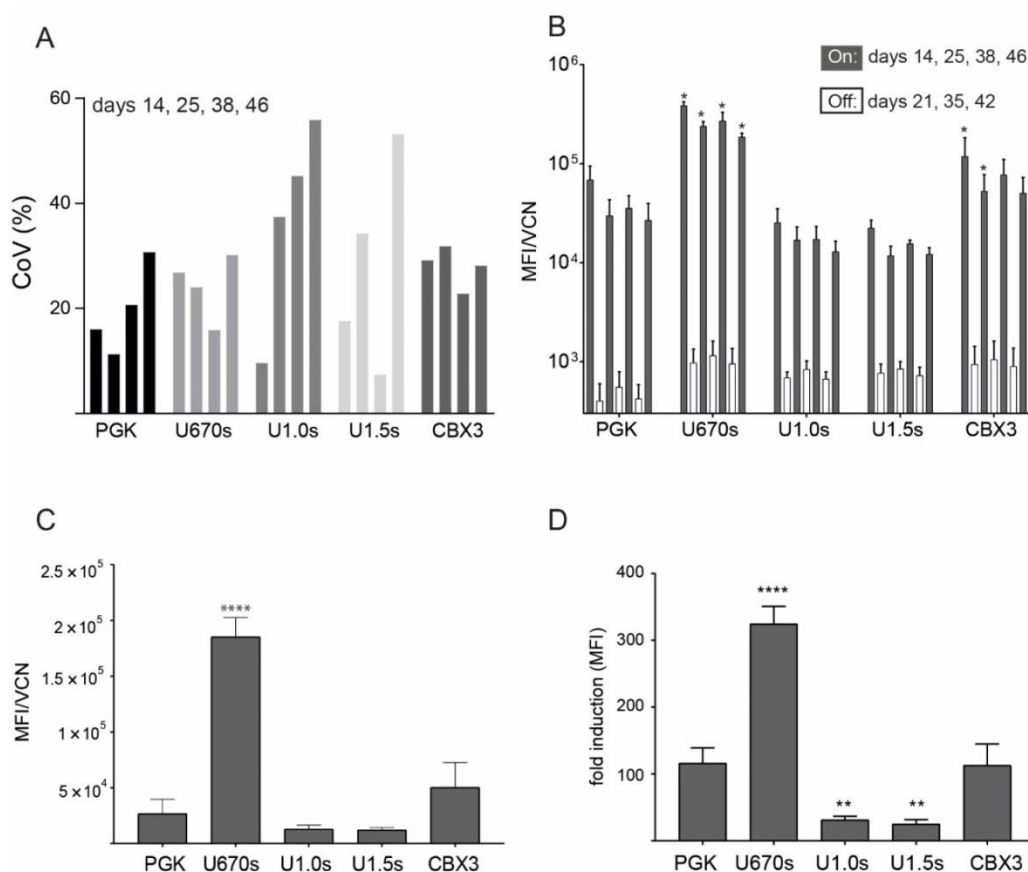 A
days 14, 25, 38, 46
CoV (%)
60
40
20
PGK U670s U1.0s U1.5s CBX3
B
On: days 14, 25, 38, 46
Off: days 21, 35, 42
MFI/VCN
10⁶
10⁵
10⁴
10³
* * * * * *
PGK U670s U1.0s U1.5s CBX3
C
MFI/VCN
2.5 × 10⁵
2 × 10⁵
1.5 × 10⁵
1 × 10⁵
5 × 10⁴
****
PGK U670s U1.0s U1.5s CBX3
D
fold induction (MFI)
400
300
200
100
****
** **
PGK U670s U1.0s U1.5s CBX3